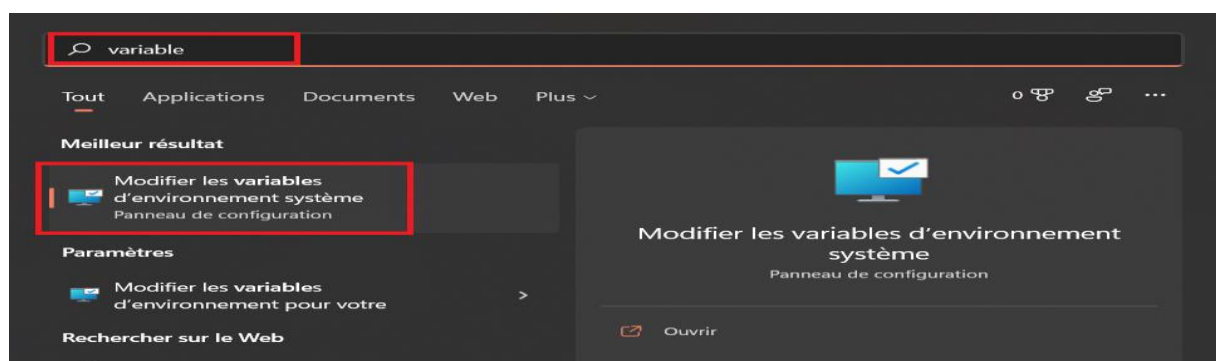 variable
Tout Applications Documents Web Plus
0
Meilleur résultat
Modifier les variables
d'environnement système
Panneau de configuration
Paramètres
Modifier les variables
d'environnement pour votre
Rechercher sur le Web
Modifier les variables d'environnement
système
Panneau de configuration
Ouvrir